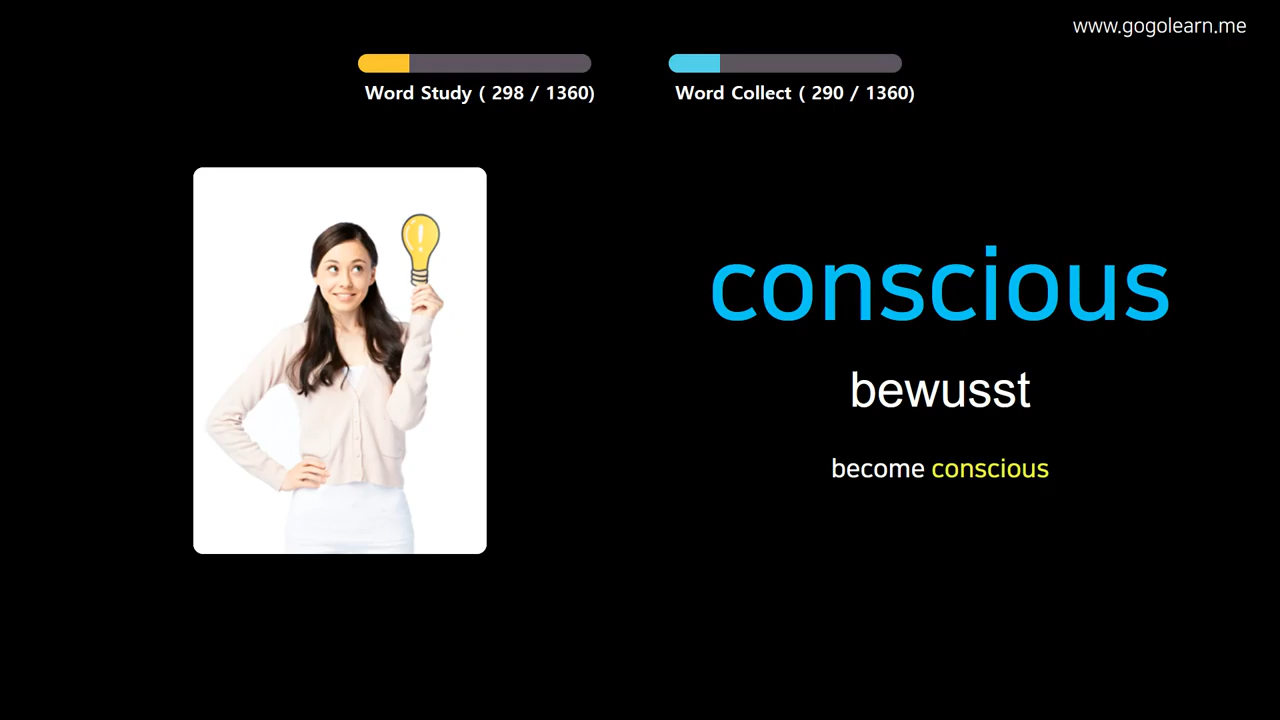 www.gogolearn.me
Word Study ( 298 / 1360)
Word Collect ( 290 / 1360)
conscious
bewusst
become conscious